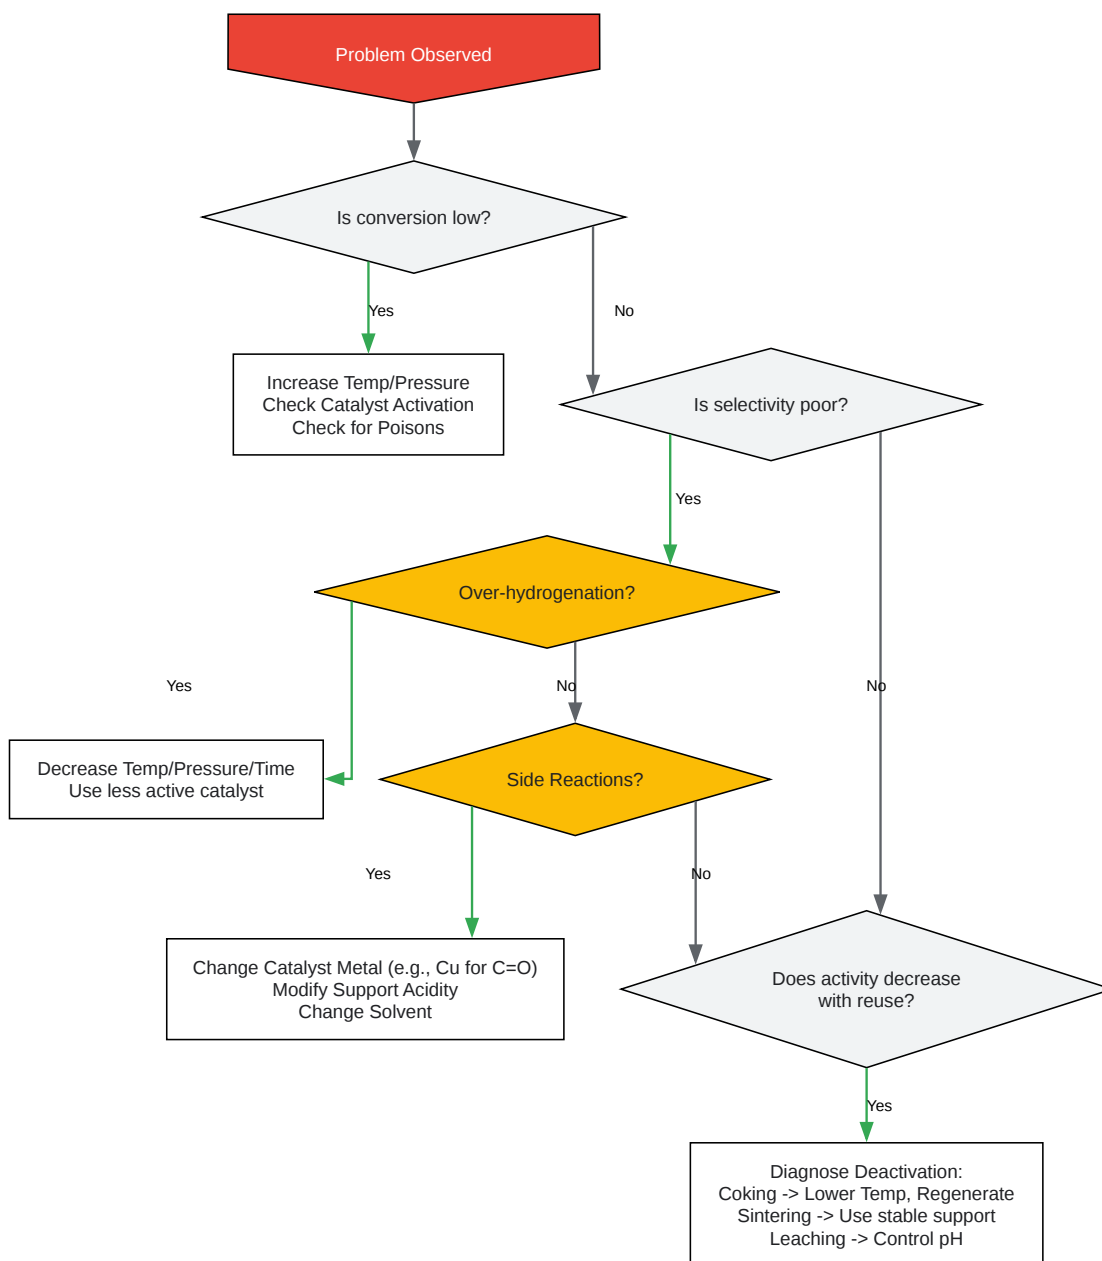 Problem Observed
Is conversion low?
Yes
No
Increase Temp/Pressure
Check Catalyst Activation
Check for Poisons
Is selectivity poor?
Yes
No
Over-hydrogenation?
Yes
No
Decrease Temp/Pressure/Time
Use less active catalyst
Side Reactions?
Yes
No
Change Catalyst Metal (e.g., Cu for C=O)
Modify Support Acidity
Change Solvent
Does activity decrease
with reuse?
Yes
Diagnose Deactivation:
Coking -> Lower Temp, Regenerate
Sintering -> Use stable support
Leaching -> Control pH